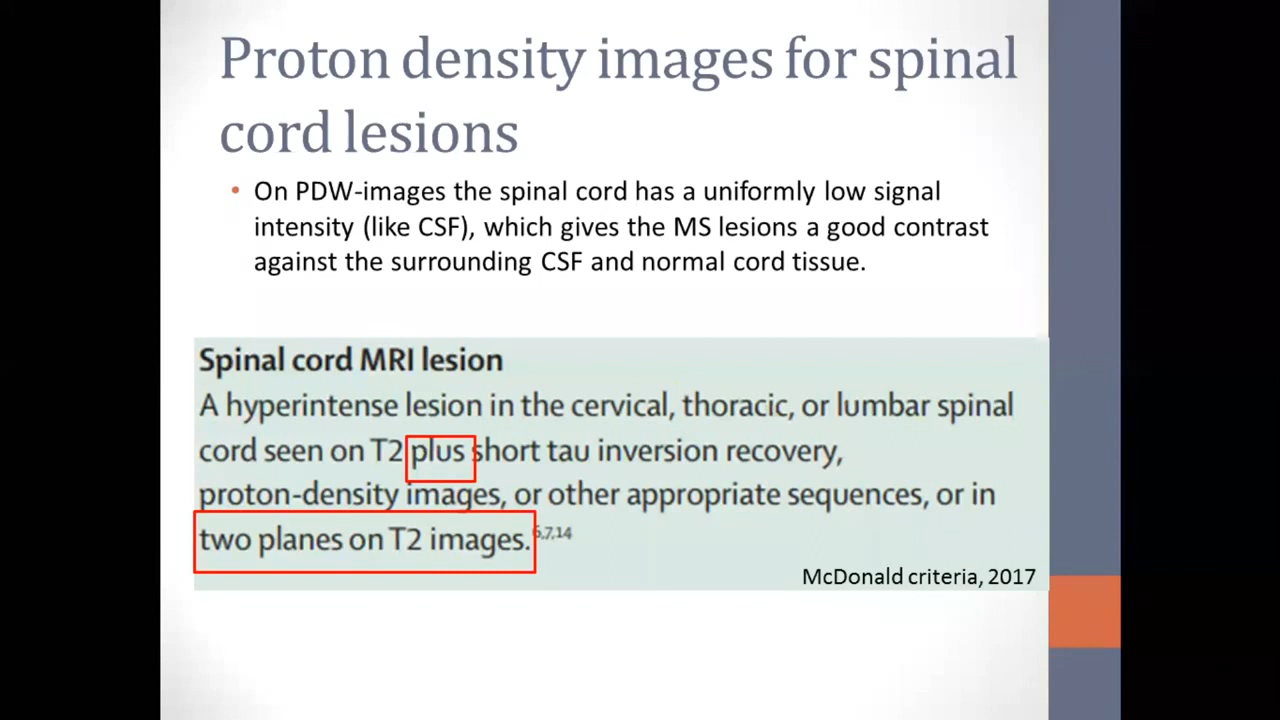 Proton density images for spinal
cord lesions
• On PDW-images the spinal cord has a uniformly low signal
intensity (like CSF), which gives the MS lesions a good contrast
against the surrounding CSF and normal cord tissue.
Spinal cord MRI lesion
A hyperintense lesion in the cervical, thoracic, or lumbar spinal
cord seen on T2 plus short tau inversion recovery,
proton-density images, or other appropriate sequences, or in
two planes on T2 images.6,7,14
McDonald criteria, 2017